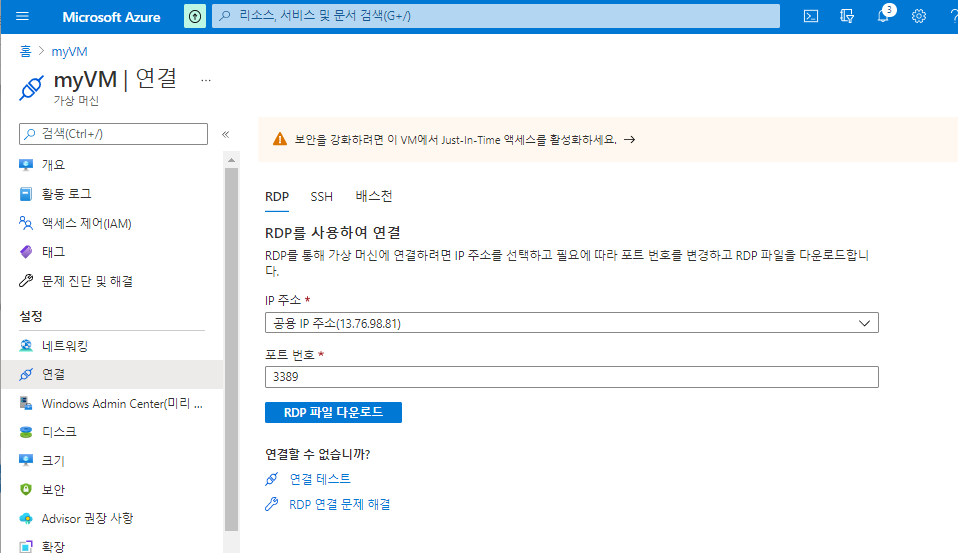 Microsoft Azure
리소스, 서비스 및 문서 검색(G+/)
3
홈 > myVM
myVM | 연결
...
가상 머신
검색(Ctrl+/)
«
개요
활동 로그
액세스 제어(IAM)
태그
문제 진단 및 해결
설정
네트워킹
연결
Windows Admin Center(미리 ...
디스크
크기
보안
Advisor 권장 사항
확장
보안을 강화하려면 이 VM에서 Just-In-Time 액세스를 활성화하세요. →
RDP SSH 배스천
RDP를 사용하여 연결
RDP를 통해 가상 머신에 연결하려면 IP 주소를 선택하고 필요에 따라 포트 번호를 변경하고 RDP 파일을 다운로드합니
다.
IP 주소 *
공용 IP 주소(13.76.98.81)
포트 번호 *
3389
RDP 파일 다운로드
연결할 수 없습니까?
연결 테스트
RDP 연결 문제 해결